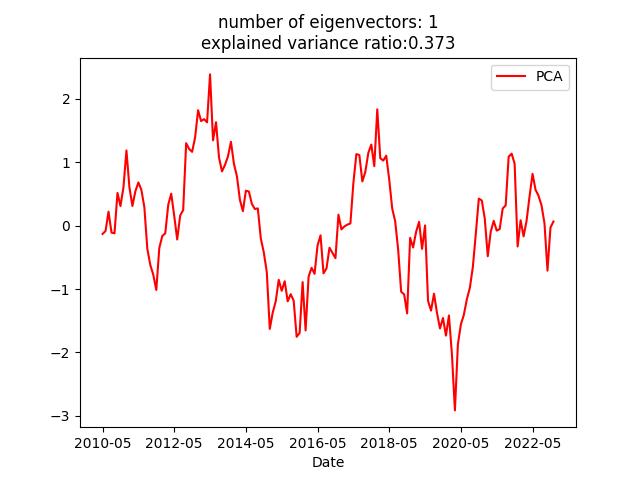 number of eigenvectors: 1
explained variance ratio:0.373
PCA
2
1
0
−1
−2
−3
2010-05 2012-05 2014-05 2016-05 2018-05 2020-05 2022-05
Date